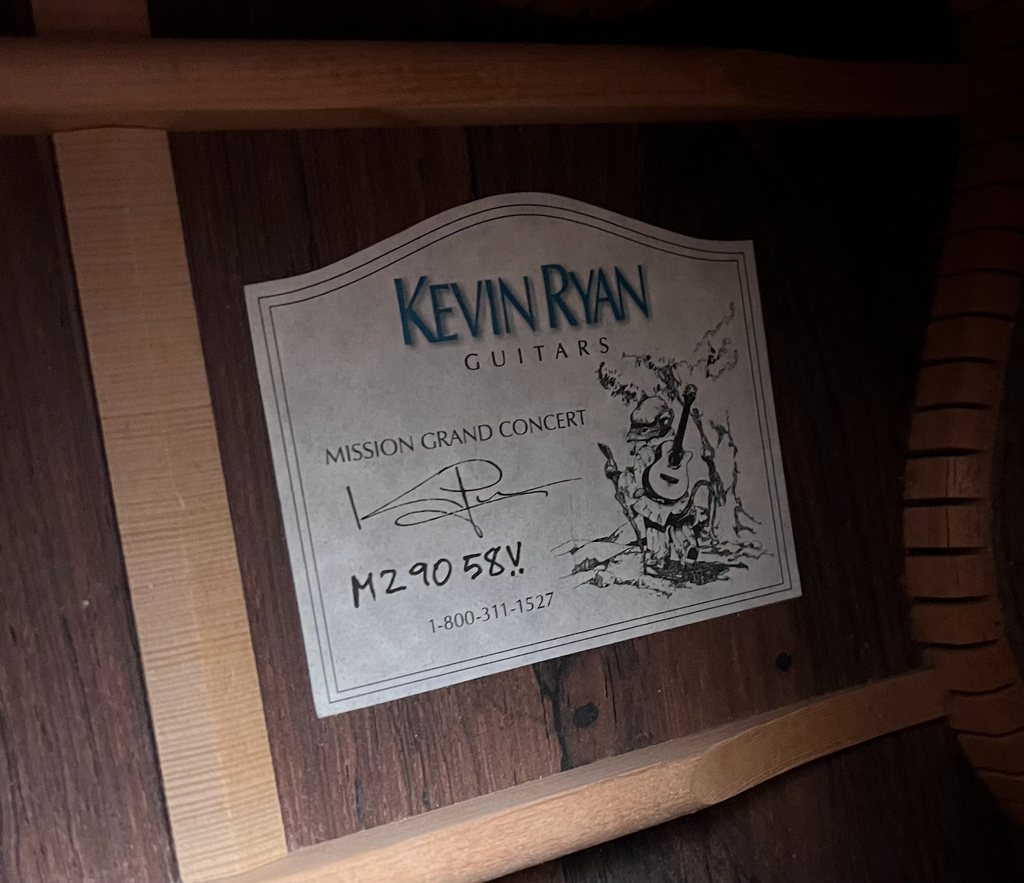 KEVIN RYAN
GUITARS
MISSION GRAND CONCERT
M29058V
1-800-311-1527